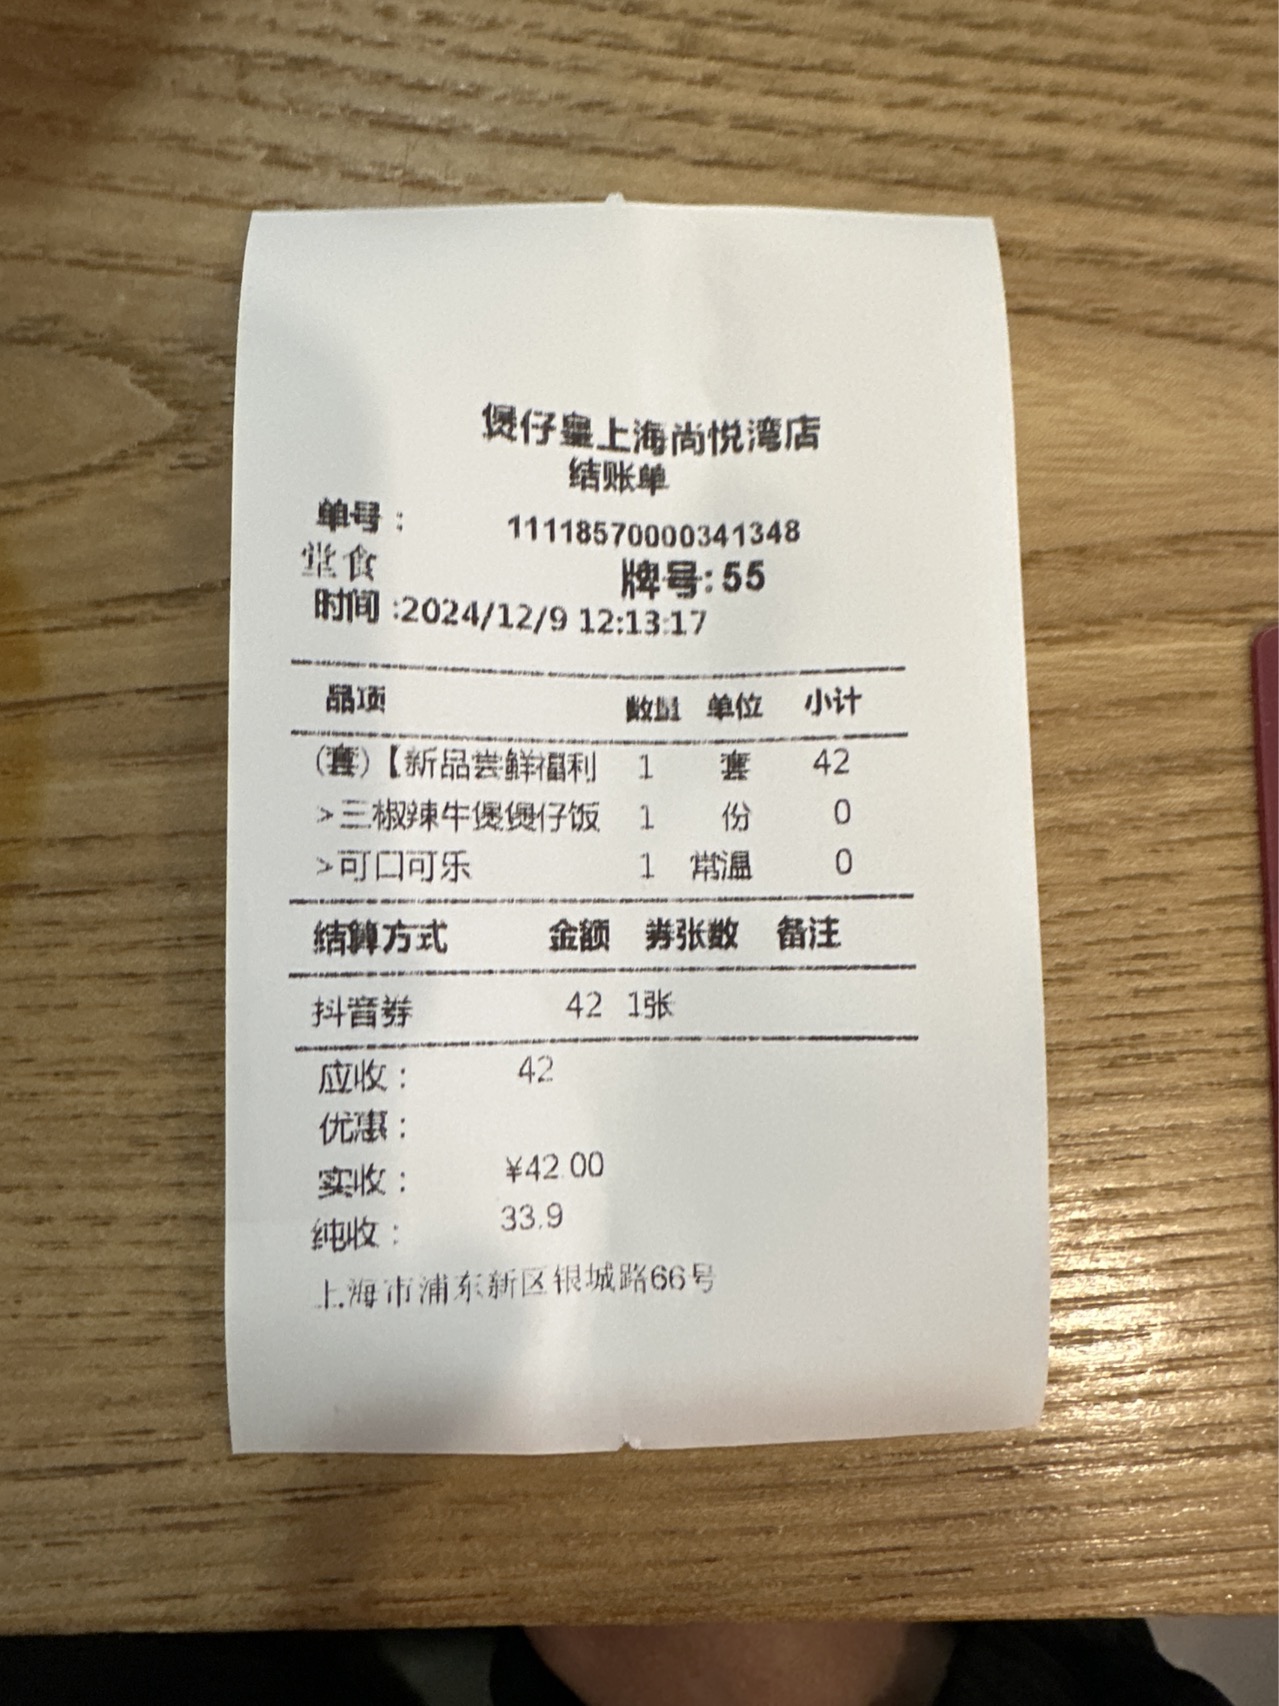 煲仔皇上海尚悦湾店
结账单
单号： 11118570000341348
堂食 牌号：55
时间：2024/12/9 12:13:17
品项 数量 单位 小计
(套)【新品尝鲜福利 1 套 42
>三椒辣牛煲煲仔饭 1 份 0
>可口可乐 1 常温 0
结算方式 金额 券张数 备注
抖音券 42 1张
应收： 42
优惠：
实收： ¥42.00
纯收： 33.9
上海市浦东新区银城路66号